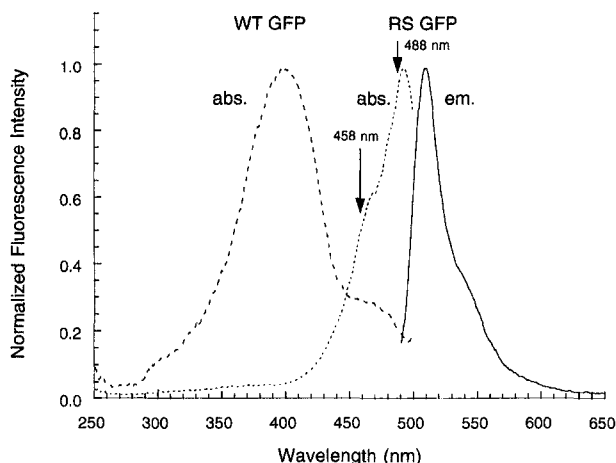 WT GFP
RS GFP
488 nm
abs.
abs.
em.
458 nm
Normalized Fluorescence Intensity
1.0
0.8
0.6
0.4
0.2
0.0
250 300 350 400 450 500 550 600 650
Wavelength (nm)